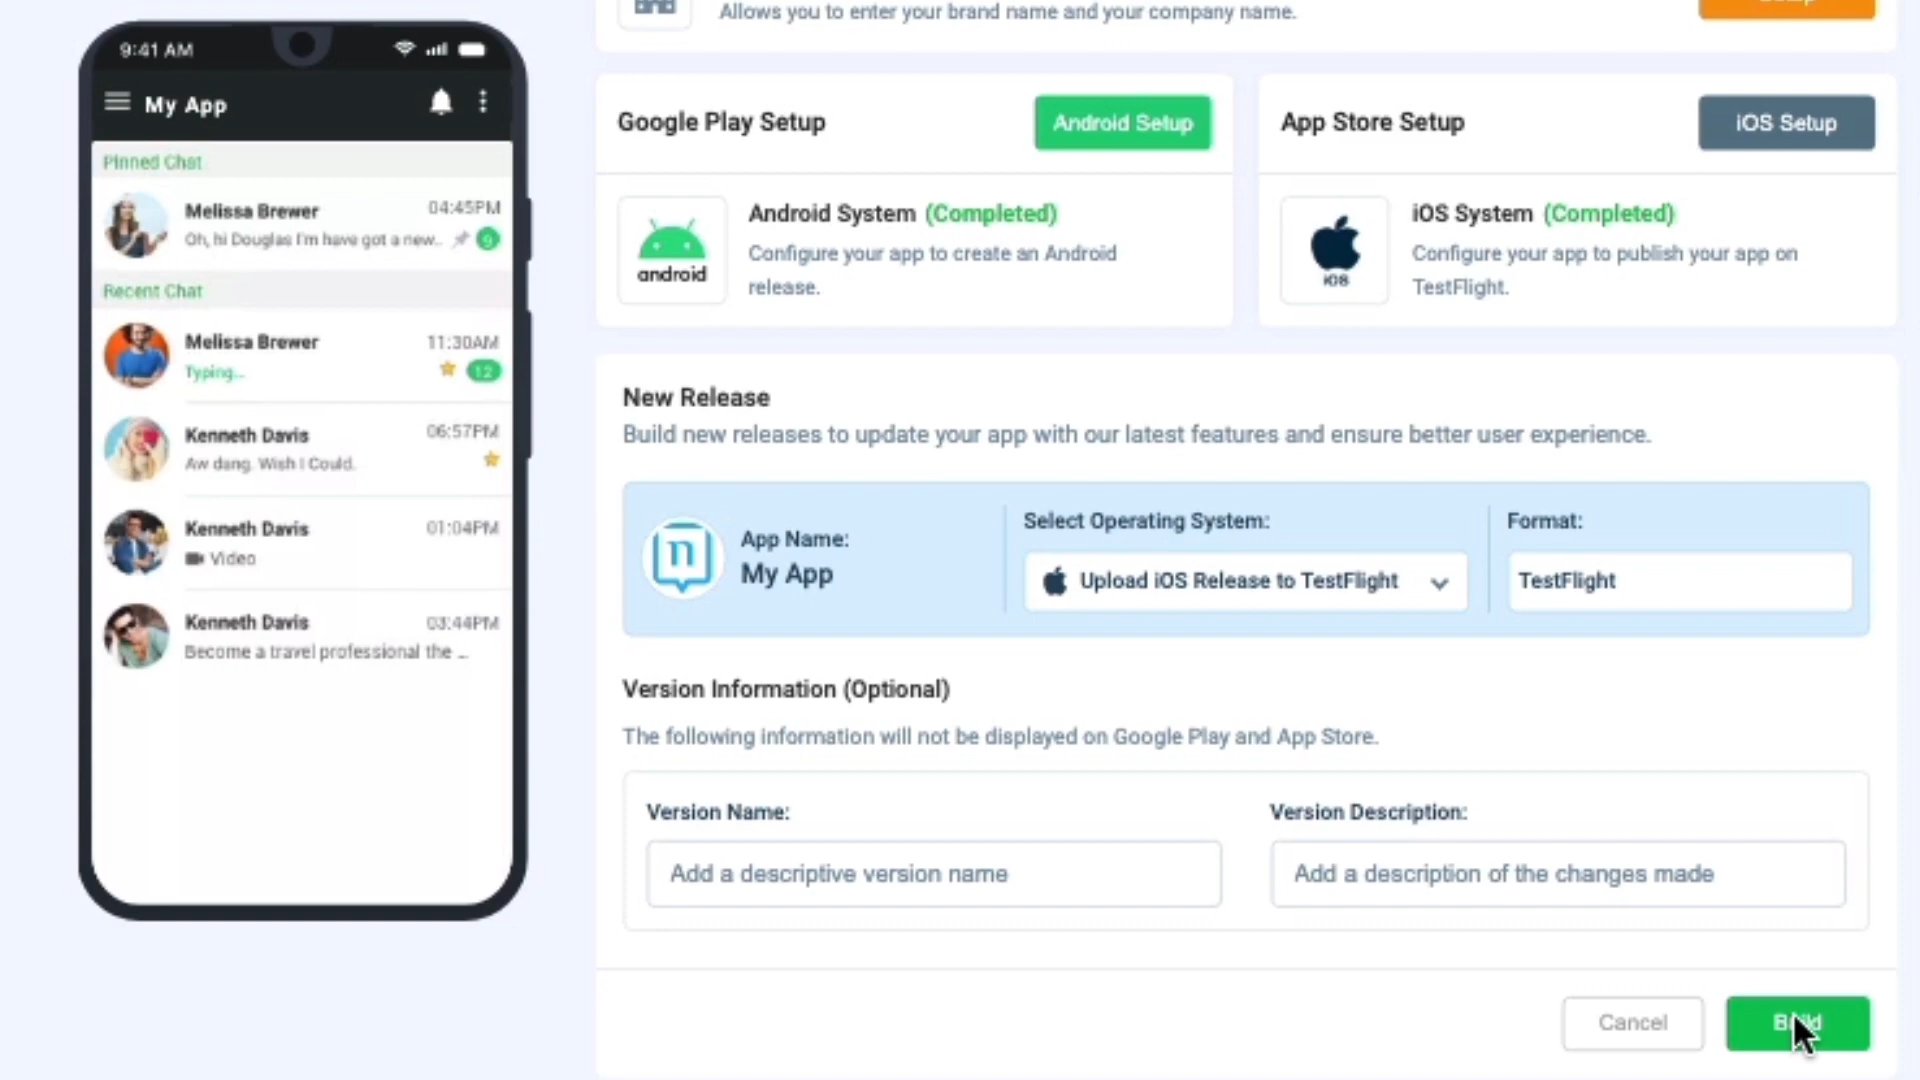 9:41 AM
My App
Pinned Chat
Melissa Brewer
04:45PM
Oh, hi Douglas I'm have got a new..
9
Recent Chat
Melissa Brewer
11:30AM
Typing...
12
Kenneth Davis
06:57PM
Aw dang. Wish I Could.
Kenneth Davis
01:04PM
Video
Kenneth Davis
03:44PM
Become a travel professional the ...
Allows you to enter your brand name and your company name.
Google Play Setup
Android Setup
android
Android System (Completed)
Configure your app to create an Android
release.
App Store Setup
iOS Setup
iOS
iOS System (Completed)
Configure your app to publish your app on
TestFlight.
New Release
Build new releases to update your app with our latest features and ensure better user experience.
n
App Name:
My App
Select Operating System:
Upload iOS Release to TestFlight
Format:
TestFlight
Version Information (Optional)
The following information will not be displayed on Google Play and App Store.
Version Name:
Add a descriptive version name
Version Description:
Add a description of the changes made
Cancel
Build